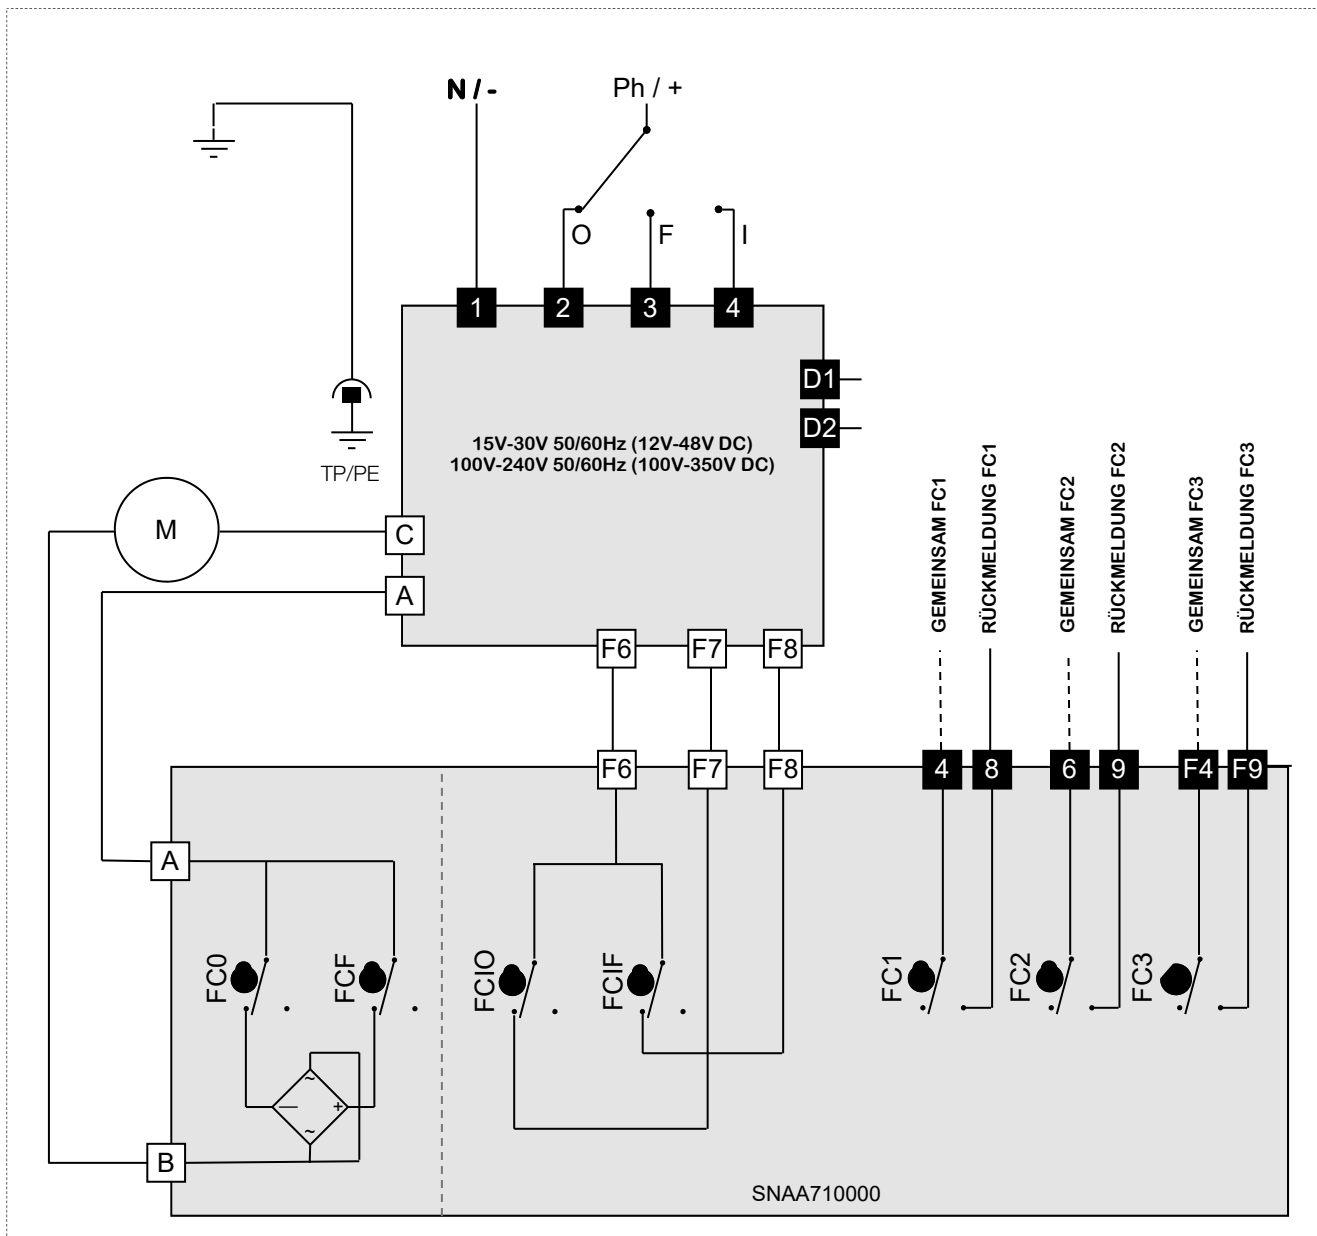 N / -
Ph / +
O
F
I
1
2
3
4
D1
D2
15V-30V 50/60Hz (12V-48V DC)
100V-240V 50/60Hz (100V-350V DC)
TP/PE
M
C
A
F6
F7
F8
GEMEINSAM FC1
RÜCKMELDUNG FC1
GEMEINSAM FC2
RÜCKMELDUNG FC2
GEMEINSAM FC3
RÜCKMELDUNG FC3
F6
F7
F8
4
8
6
9
F4
F9
A
FC0
FCF
FCIO
FCIF
FC1
FC2
FC3
~
—
+
~
B
SNAA710000